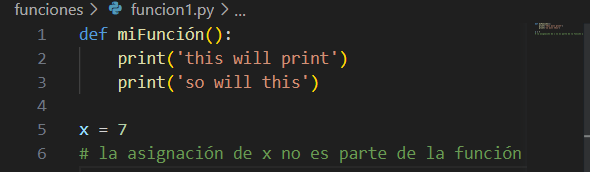 funciones > funcion1.py > ...
1 def miFunción():
2     print('this will print')
3     print('so will this')
4
5 x = 7
6 # la asignación de x no es parte de la función